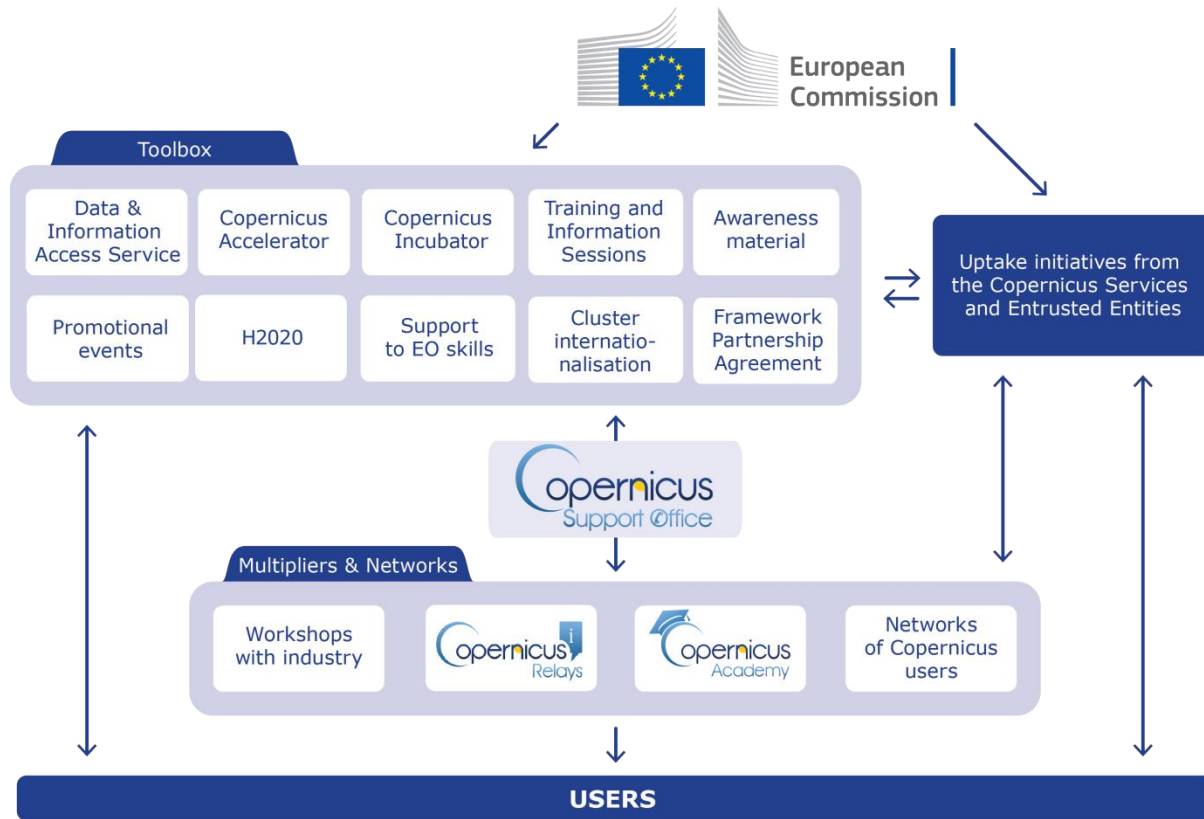 European
Commission
Toolbox
Data &
Information
Access Service
Copernicus
Accelerator
Copernicus
Incubator
Training and
Information
Sessions
Awareness
material
Promotional
events
H2020
Support
to EO skills
Cluster
internatio-
nalisation
Framework
Partnership
Agreement
Uptake initiatives from
the Copernicus Services
and Entrusted Entities
Copernicus
Support Office
Multipliers & Networks
Workshops
with industry
Copernicus
i
Relays
Copernicus
Academy
Networks
of Copernicus
users
USERS